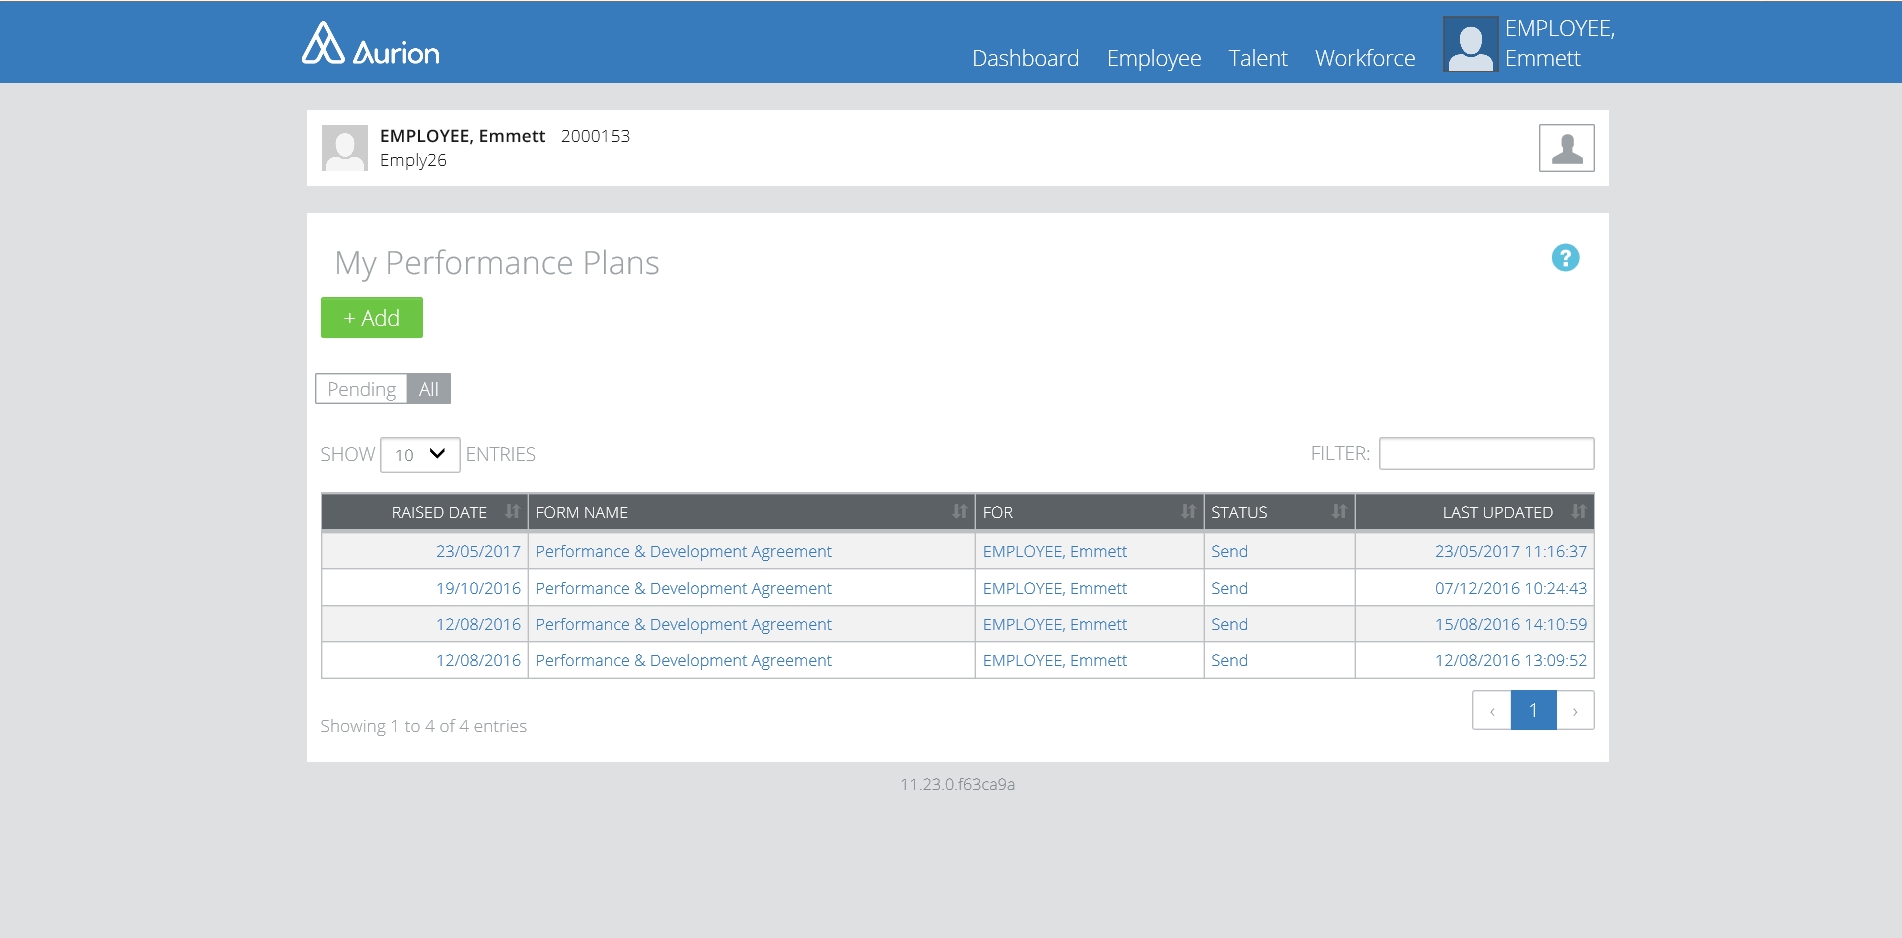 Aurion
Dashboard Employee Talent Workforce
EMPLOYEE,
Emmett
EMPLOYEE, Emmett 2000153
Emply26
My Performance Plans
?
+ Add
Pending All
SHOW 10 ENTRIES
FILTER:
RAISED DATE FORM NAME FOR STATUS LAST UPDATED
23/05/2017 Performance & Development Agreement EMPLOYEE, Emmett Send 23/05/2017 11:16:37
19/10/2016 Performance & Development Agreement EMPLOYEE, Emmett Send 07/12/2016 10:24:43
12/08/2016 Performance & Development Agreement EMPLOYEE, Emmett Send 15/08/2016 14:10:59
12/08/2016 Performance & Development Agreement EMPLOYEE, Emmett Send 12/08/2016 13:09:52
‹ 1 ›
Showing 1 to 4 of 4 entries
11.23.0.f63ca9a